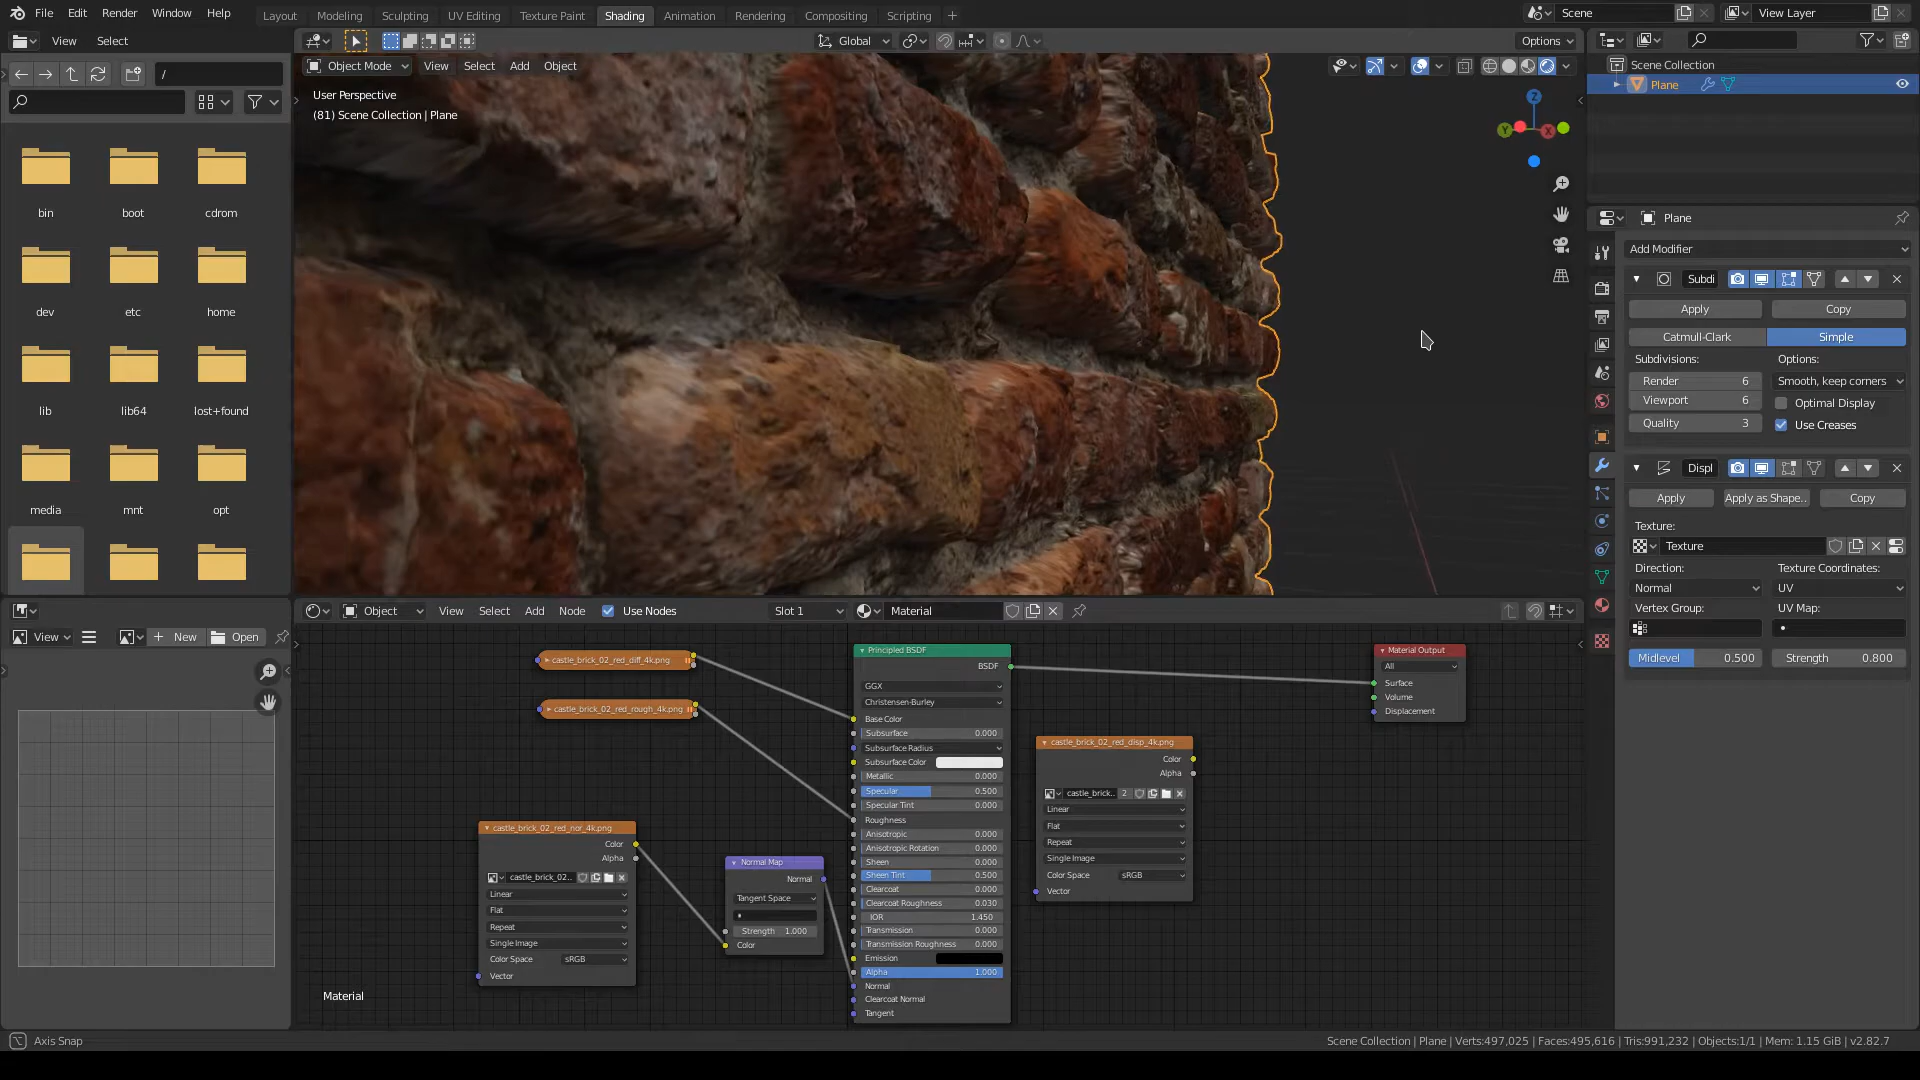 File Edit Render Window Help
Layout Modeling Sculpting UV Editing Texture Paint Shading Animation Rendering Compositing Scripting +
Scene
View Layer
View Select
Global
Options
/
Object Mode View Select Add Object
User Perspective
(81) Scene Collection | Plane
Z
Y
X
Scene Collection
Plane
bin boot cdrom
dev etc home
lib lib64 lost+found
media mnt opt
Plane
Add Modifier
Subdi
Apply Copy
Catmull-Clark Simple
Subdivisions: Options:
Render 6 Smooth, keep corners
Viewport 6 Optimal Display
Quality 3 Use Creases
Displ
Apply Apply as Shape.. Copy
Texture:
Texture
Direction: Texture Coordinates:
Normal UV
Vertex Group: UV Map:
Midlevel 0.500 Strength 0.800
View New Open
Object View Select Add Node Use Nodes Slot 1 Material
castle_brick_02_red_diff_4k.png
castle_brick_02_red_rough_4k.png
castle_brick_02_red_nor_4k.png
Color
Alpha
castle_brick_02..
Linear
Flat
Repeat
Single Image
Color Space sRGB
Vector
Normal Map
Normal
Tangent Space
Strength 1.000
Color
Principled BSDF
BSDF
GGX
Christensen-Burley
Base Color
Subsurface 0.000
Subsurface Radius
Subsurface Color
Metallic 0.000
Specular 0.500
Specular Tint 0.000
Roughness
Anisotropic 0.000
Anisotropic Rotation 0.000
Sheen 0.000
Sheen Tint 0.500
Clearcoat 0.000
Clearcoat Roughness 0.030
IOR 1.450
Transmission 0.000
Transmission Roughness 0.000
Emission
Alpha 1.000
Normal
Clearcoat Normal
Tangent
castle_brick_02_red_disp_4k.png
Color
Alpha
castle_brick.. 2
Linear
Flat
Repeat
Single Image
Color Space sRGB
Vector
Material Output
All
Surface
Volume
Displacement
Material
Axis Snap
Scene Collection | Plane | Verts:497,025 | Faces:495,616 | Tris:991,232 | Objects:1/1 | Mem: 1.15 GiB | v2.82.7